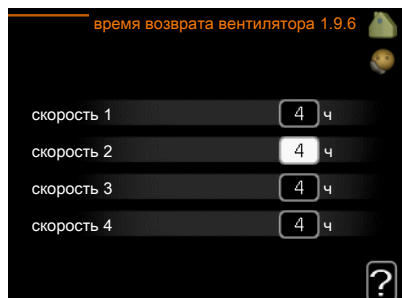 время возврата вентилятора 1.9.6
скорость 1 4 ч
скорость 2 4 ч
скорость 3 4 ч
скорость 4 4 ч
?